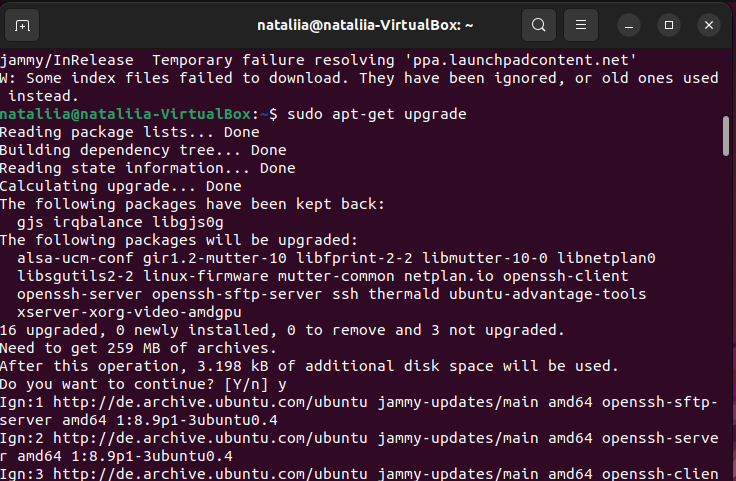 nataliia@nataliia-VirtualBox: ~
jammy/InRelease  Temporary failure resolving 'ppa.launchpadcontent.net'
W: Some index files failed to download. They have been ignored, or old ones used
 instead.
nataliia@nataliia-VirtualBox:~$ sudo apt-get upgrade
Reading package lists... Done
Building dependency tree... Done
Reading state information... Done
Calculating upgrade... Done
The following packages have been kept back:
  gjs irqbalance libgjs0g
The following packages will be upgraded:
  alsa-ucm-conf gir1.2-mutter-10 libfprint-2-2 libmutter-10-0 libnetplan0
  libsgutils2-2 linux-firmware mutter-common netplan.io openssh-client
  openssh-server openssh-sftp-server ssh thermald ubuntu-advantage-tools
  xserver-xorg-video-amdgpu
16 upgraded, 0 newly installed, 0 to remove and 3 not upgraded.
Need to get 259 MB of archives.
After this operation, 3.198 kB of additional disk space will be used.
Do you want to continue? [Y/n] y
Ign:1 http://de.archive.ubuntu.com/ubuntu jammy-updates/main amd64 openssh-sftp-
server amd64 1:8.9p1-3ubuntu0.4
Ign:2 http://de.archive.ubuntu.com/ubuntu jammy-updates/main amd64 openssh-serve
r amd64 1:8.9p1-3ubuntu0.4
Ign:3 http://de.archive.ubuntu.com/ubuntu jammy-updates/main amd64 openssh-clien